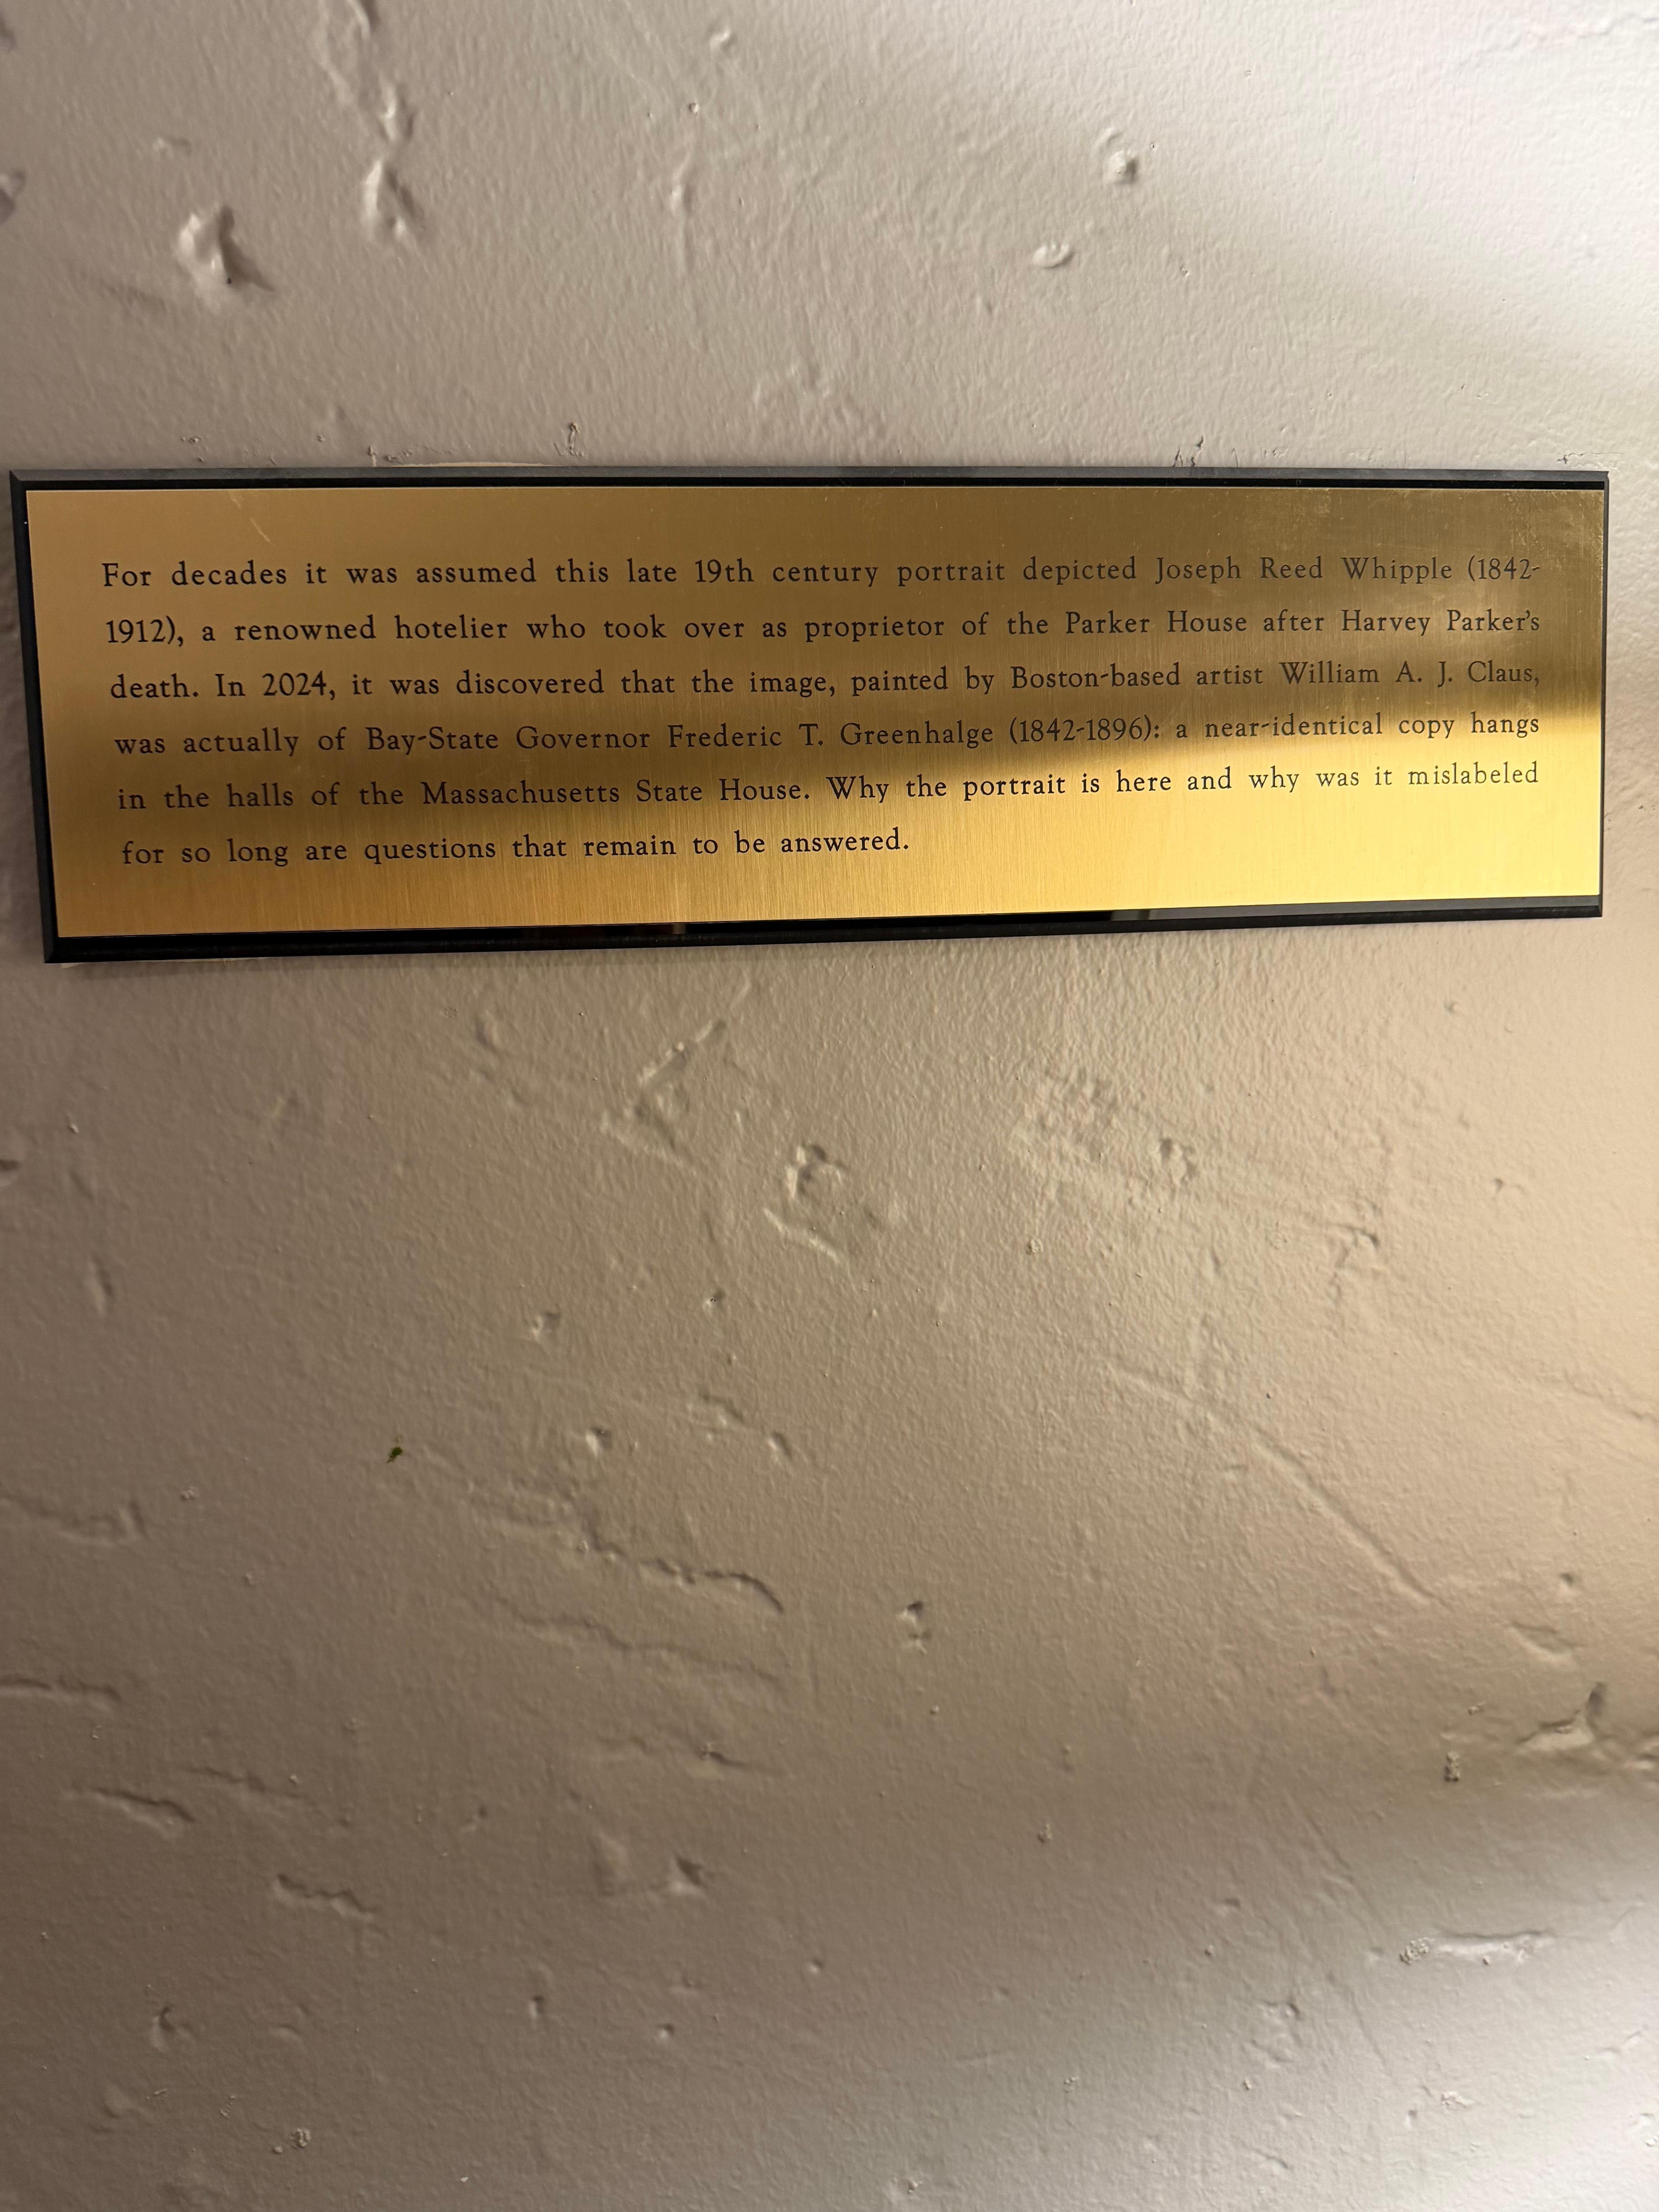 For decades it was assumed this late 19th century portrait depicted Joseph Reed Whipple (1842-
1912), a renowned hotelier who took over as proprietor of the Parker House after Harvey Parker's
death. In 2024, it was discovered that the image, painted by Boston-based artist William A. J. Claus,
was actually of Bay-State Governor Frederic T. Greenhalge (1842-1896): a near-identical copy hangs
in the halls of the Massachusetts State House. Why the portrait is here and why was it mislabeled
for so long are questions that remain to be answered.